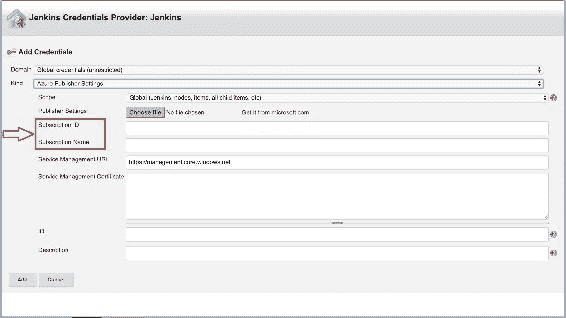 Jenkins Credentials Provider: Jenkins
Add Credentials
Domain Global credentials (unrestricted)
Kind Azure Publisher Settings
Scope Global (Jenkins, nodes, items, all child items, etc)
Publisher Settings Choose file No file chosen Get it from microsoft.com
Subscription ID
Subscription Name
Service Management URL https://management.core.windows.net
Service Management Certificate
ID
Description
Add Cancel